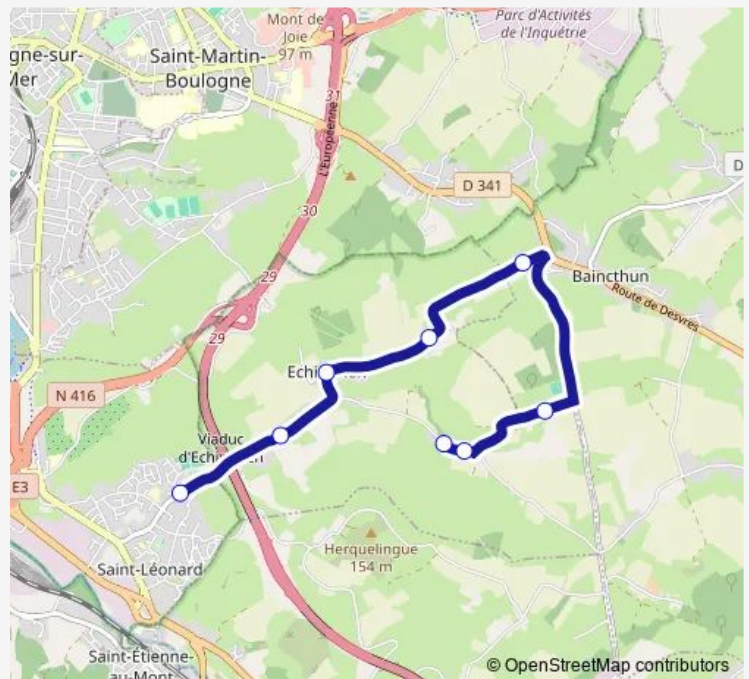 Mont de
Joie
97 m
Parc d'Activités
de l'Inquétrie
gne-sur-
Mer
Saint-Martin-
Boulogne
31
L'Européenne
D 341
D
30
29
Baincthun
Route de Desvres
29
N 416
Viaduc
E3
Herquelingue
154 m
Saint-Léonard
Saint-Étienne-
au-Mont
© OpenStreetMap contributors